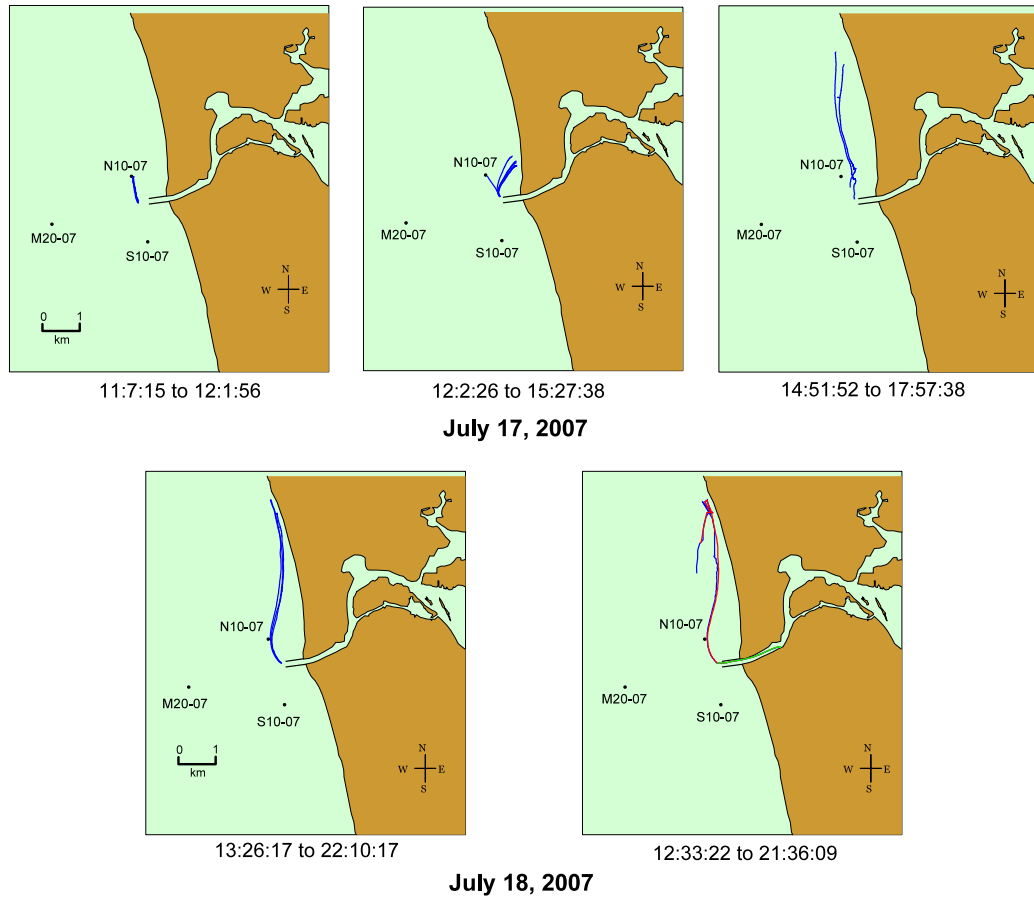 N10-07
M20-07
S10-07
N
W E
S
0 1
km
11:7:15 to 12:1:56
N10-07
M20-07
S10-07
N
W E
S
12:2:26 to 15:27:38
N10-07
M20-07
S10-07
N
W E
S
14:51:52 to 17:57:38
July 17, 2007
N10-07
M20-07
S10-07
0 1
km
N
W E
S
13:26:17 to 22:10:17
N10-07
M20-07
S10-07
N
W E
S
12:33:22 to 21:36:09
July 18, 2007